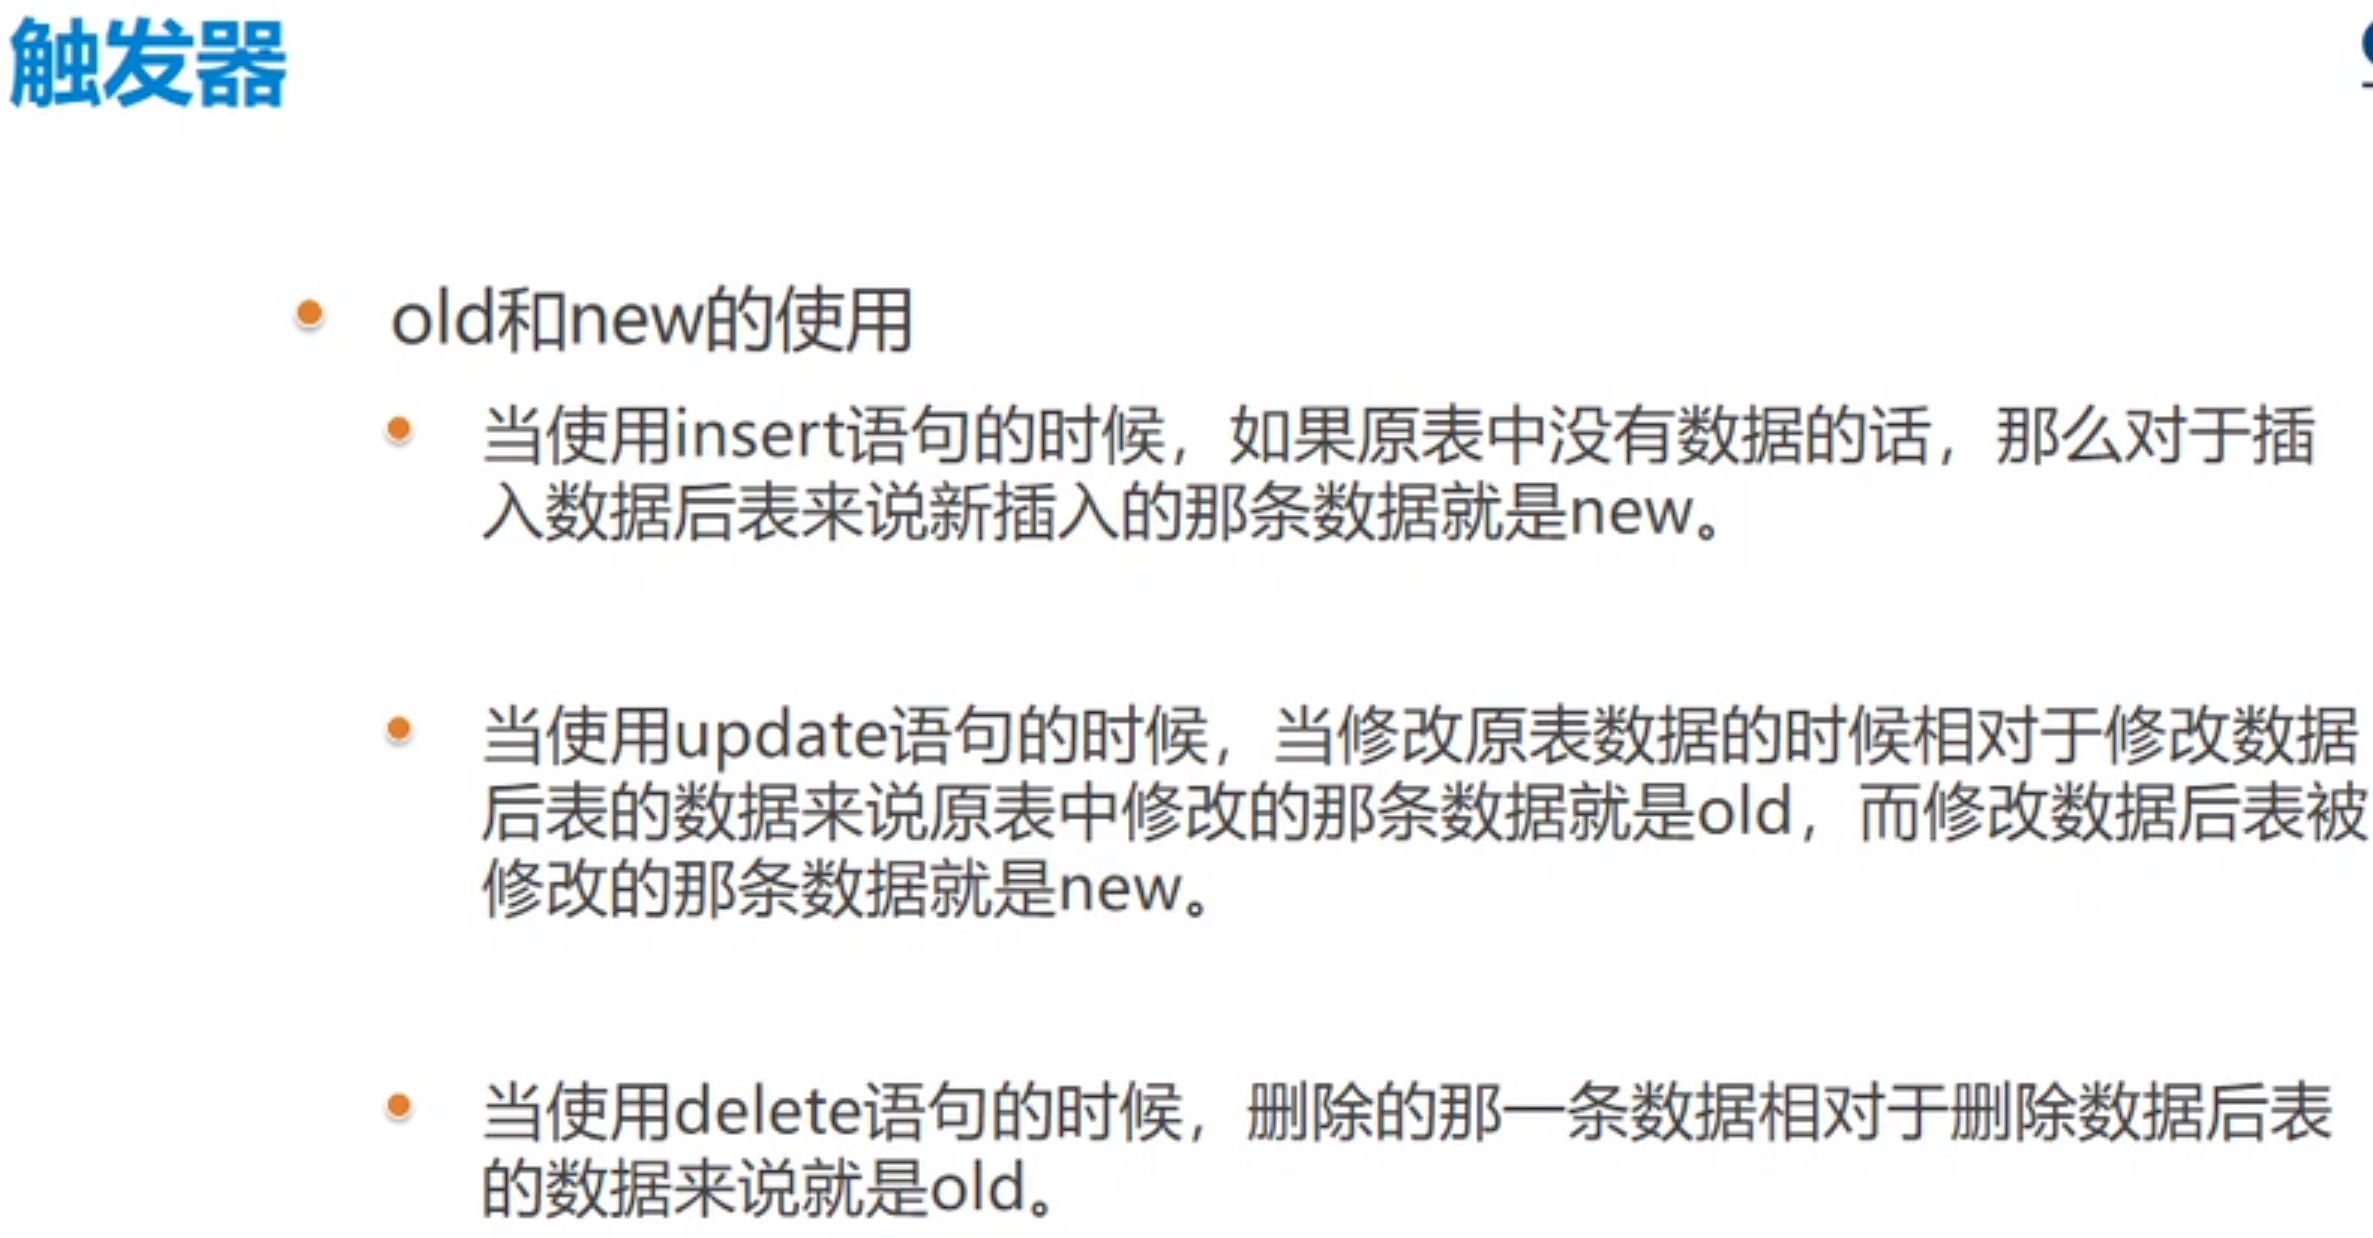 触发器
old和new的使用
当使用insert语句的时候，如果原表中没有数据的话，那么对于插
入数据后表来说新插入的那条数据就是new。
当使用update语句的时候，当修改原表数据的时候相对于修改数据
后表的数据来说原表中修改的那条数据就是old，而修改数据后表被
修改的那条数据就是new。
当使用delete语句的时候，删除的那一条数据相对于删除数据后表
的数据来说就是old。